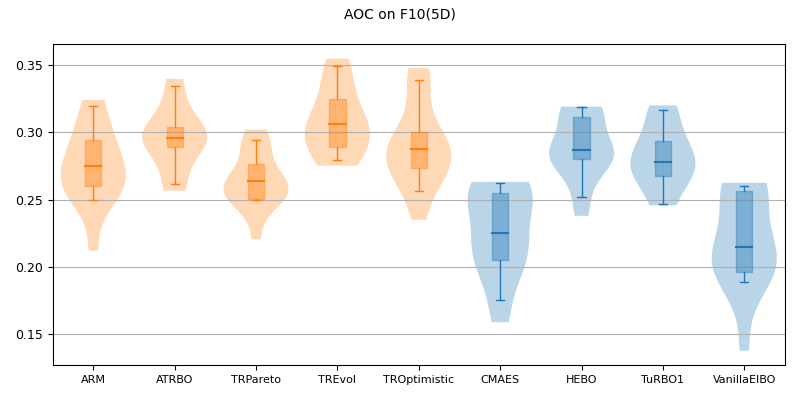 AOC on F10(5D)
0.35
0.30
0.25
0.20
0.15
ARM ATRBO TRPareto TREvol TROptimistic CMAES HEBO TuRBO1 VanillaEIBO